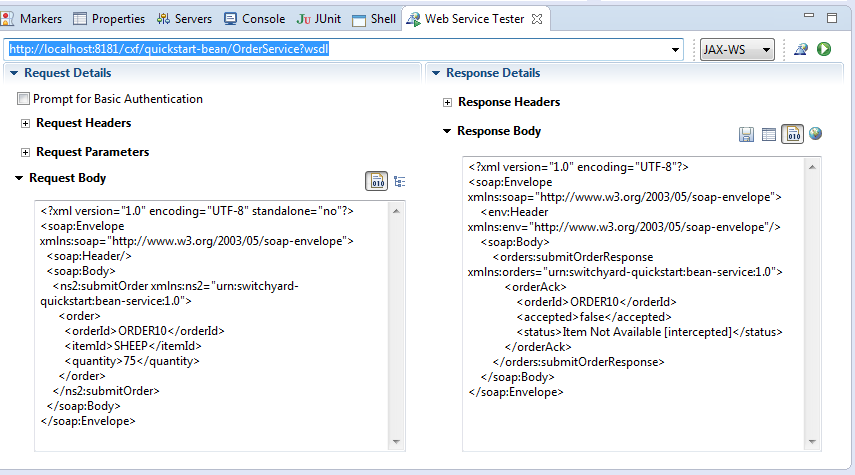 Markers Properties Servers Console JUnit Shell Web Service Tester
http://localhost:8181/cxf/quickstart-bean/OrderService?wsdl JAX-WS
Request Details
Prompt for Basic Authentication
Request Headers
Request Parameters
Request Body
<?xml version="1.0" encoding="UTF-8" standalone="no"?>
<soap:Envelope
xmlns:soap="http://www.w3.org/2003/05/soap-envelope">
<soap:Header/>
<soap:Body>
<ns2:submitOrder xmlns:ns2="urn:switchyard-
quickstart:bean-service:1.0">
<order>
<orderId>ORDER10</orderId>
<itemId>SHEEP</itemId>
<quantity>75</quantity>
</order>
</ns2:submitOrder>
</soap:Body>
</soap:Envelope>
Response Details
Response Headers
Response Body
<?xml version="1.0" encoding="UTF-8"?>
<soap:Envelope
xmlns:soap="http://www.w3.org/2003/05/soap-envelope">
<env:Header
xmlns:env="http://www.w3.org/2003/05/soap-envelope"/>
<soap:Body>
<orders:submitOrderResponse
xmlns:orders="urn:switchyard-quickstart:bean-service:1.0">
<orderAck>
<orderId>ORDER10</orderId>
<accepted>false</accepted>
<status>Item Not Available [intercepted]</status>
</orderAck>
</orders:submitOrderResponse>
</soap:Body>
</soap:Envelope>